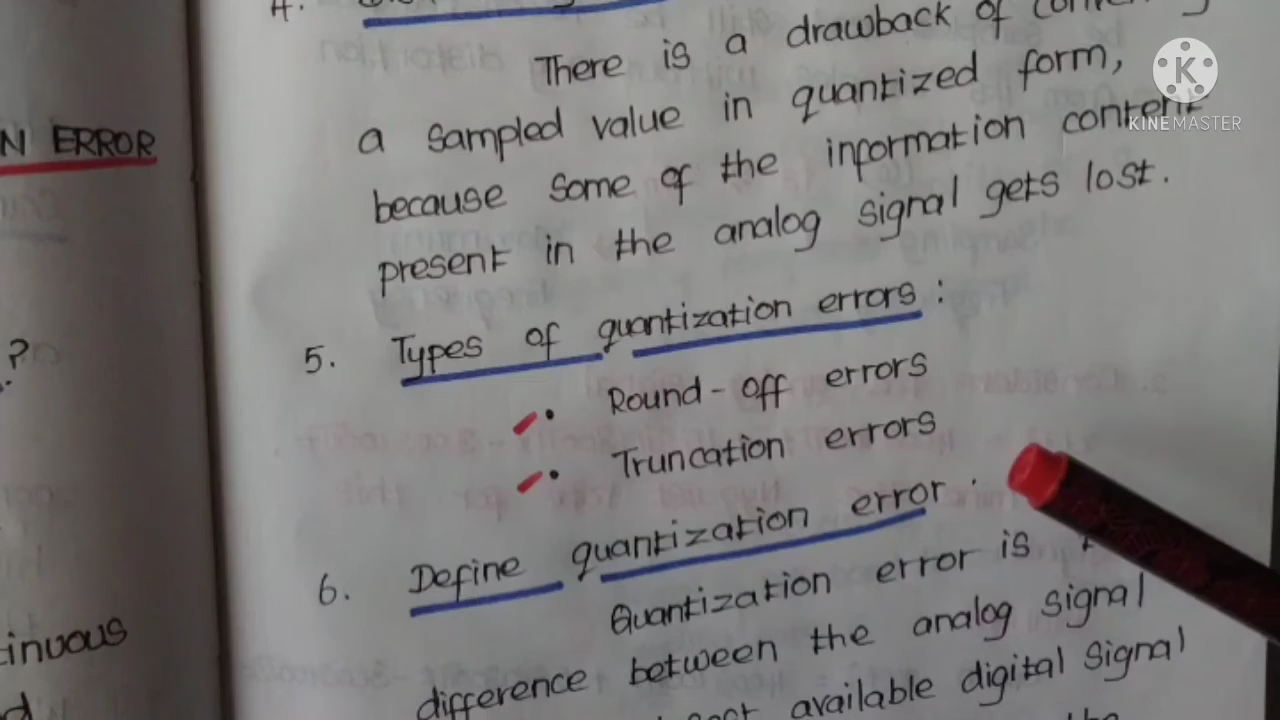 4.
There is a drawback of
a sampled value in quantized form,
because some of the information content
present in the analog signal gets lost.
5. Types of quantization errors :
• Round-off errors
• Truncation errors
6. Define quantization error.
Quantization error is
difference between the analog signal
available digital signal
the
N ERROR
?
inuous
K
KINEMASTER